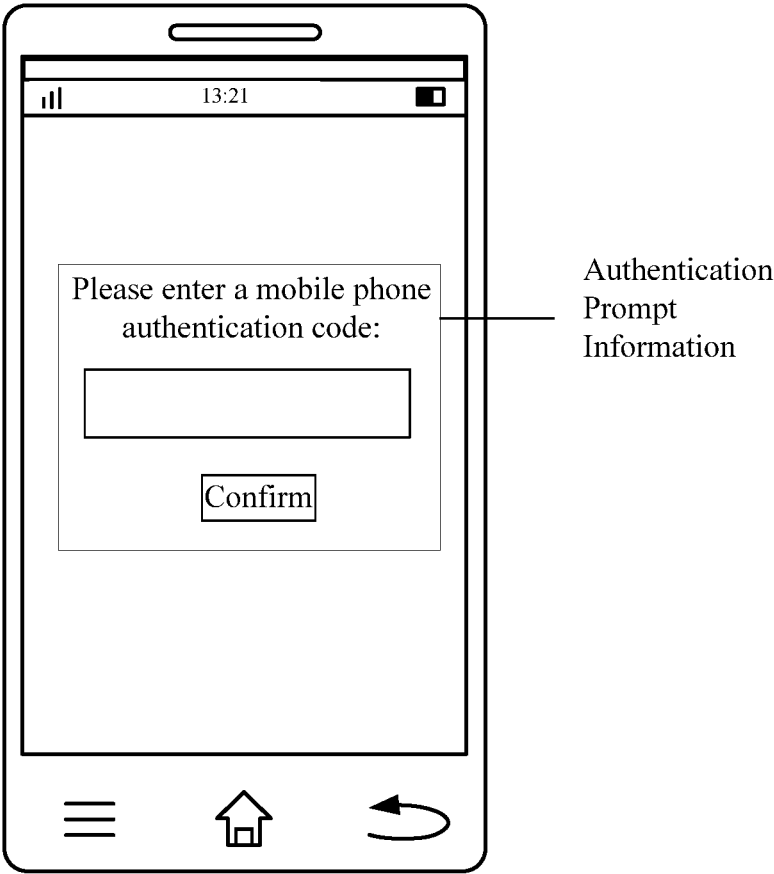 13:21
Please enter a mobile phone
authentication code:
Confirm
Authentication
Prompt
Information